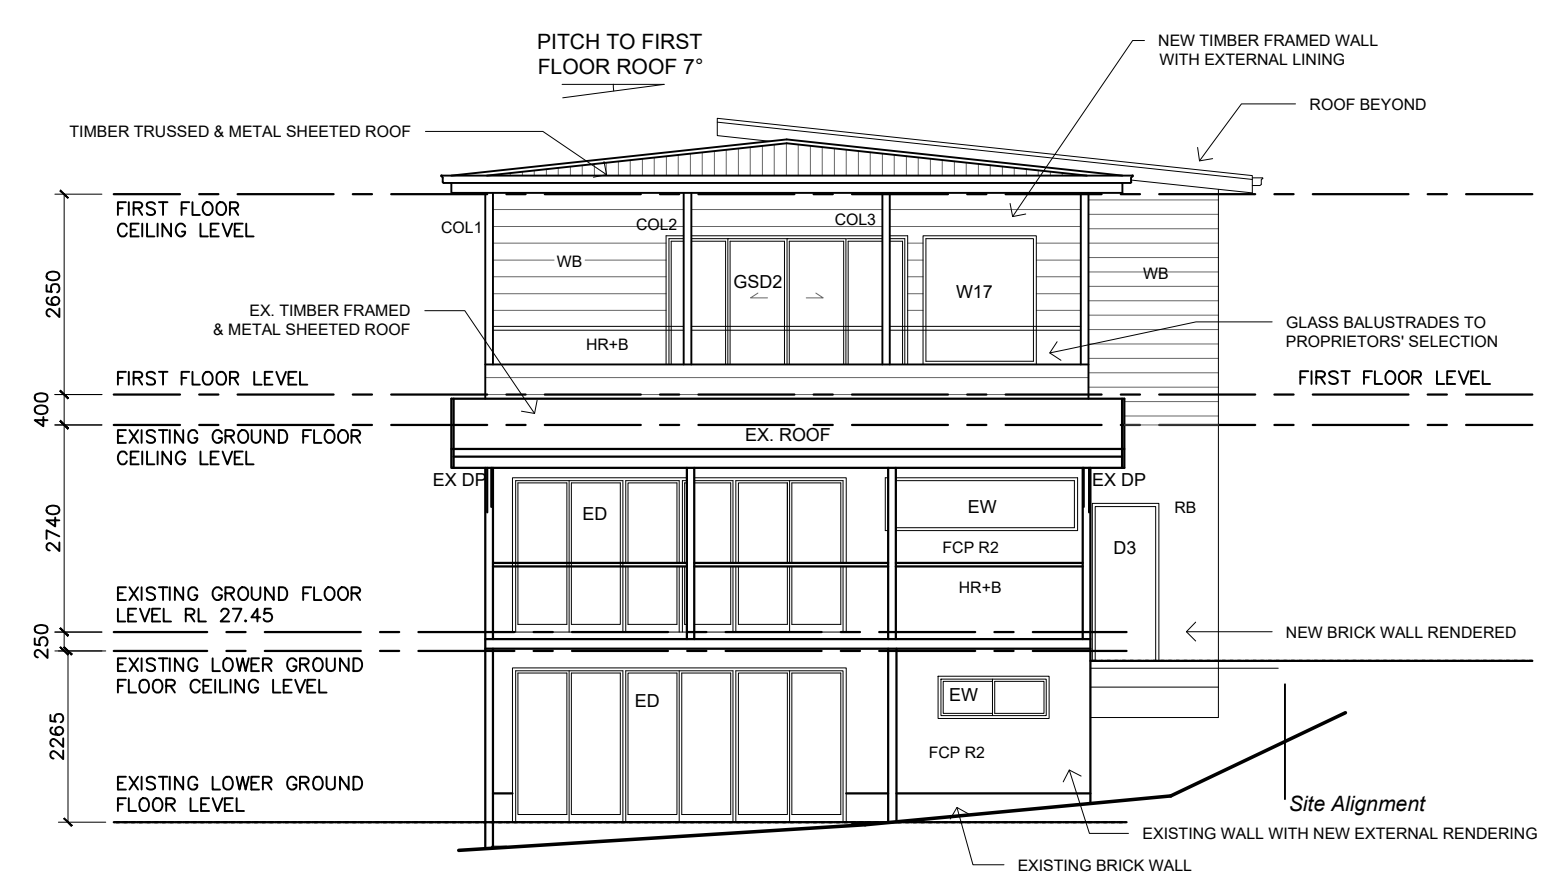 PITCH TO FIRST
FLOOR ROOF 7°
NEW TIMBER FRAMED WALL
WITH EXTERNAL LINING
ROOF BEYOND
TIMBER TRUSSED & METAL SHEETED ROOF
FIRST FLOOR
CEILING LEVEL
COL1
COL2
COL3
WB
GSD2
W17
WB
2650
EX. TIMBER FRAMED
& METAL SHEETED ROOF
HR+B
GLASS BALUSTRADES TO
PROPRIETORS' SELECTION
FIRST FLOOR LEVEL
FIRST FLOOR LEVEL
400
EXISTING GROUND FLOOR
CEILING LEVEL
EX. ROOF
EX DP
EX DP
ED
EW
RB
2740
FCP R2
D3
HR+B
EXISTING GROUND FLOOR
LEVEL RL 27.45
NEW BRICK WALL RENDERED
250
EXISTING LOWER GROUND
FLOOR CEILING LEVEL
ED
EW
2265
FCP R2
EXISTING LOWER GROUND
FLOOR LEVEL
Site Alignment
EXISTING WALL WITH NEW EXTERNAL RENDERING
EXISTING BRICK WALL